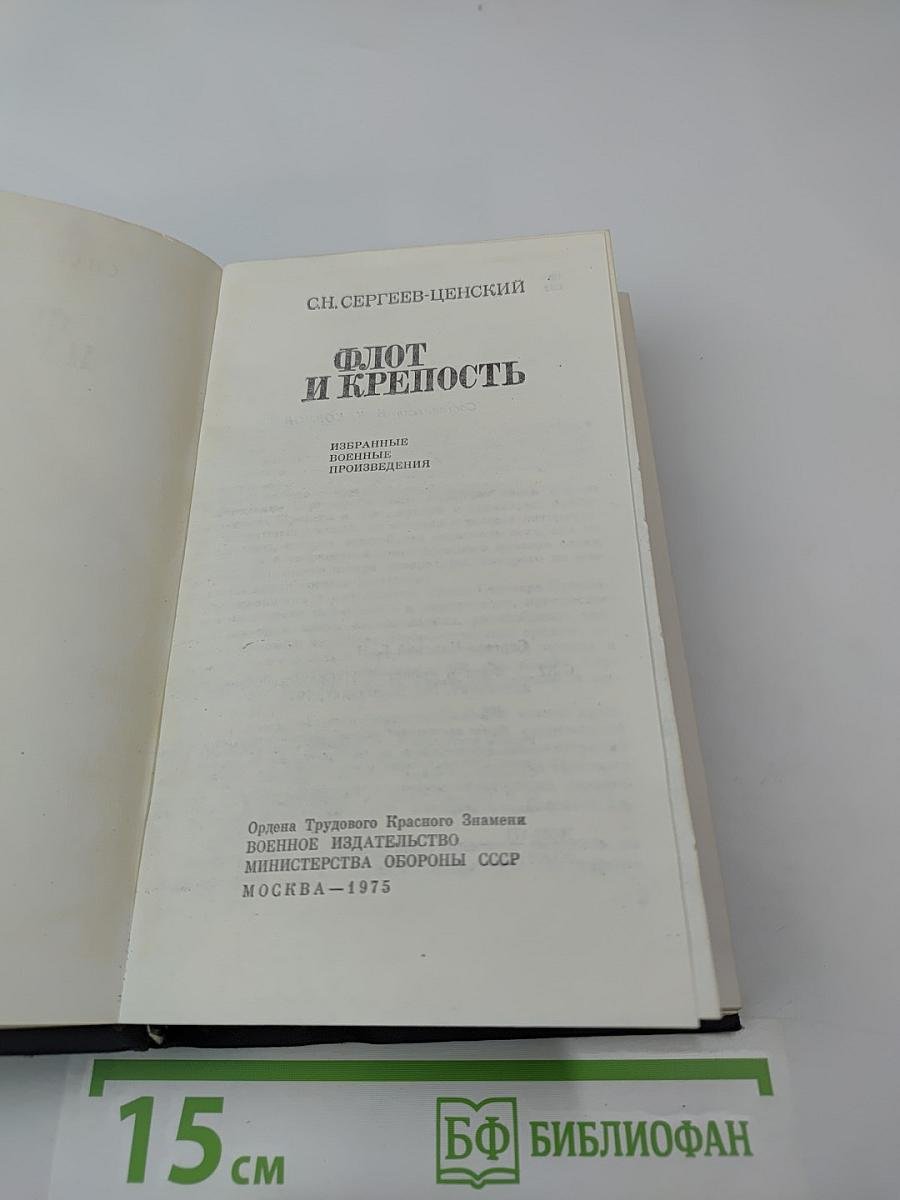 С.Н. СЕРГЕЕВ-ЦЕНСКИЙ
ФЛОТ
И КРЕПОСТЬ
ИЗБРАННЫЕ
ВОЕННЫЕ
ПРОИЗВЕДЕНИЯ
Ордена Трудового Красного Знамени
ВОЕННОЕ ИЗДАТЕЛЬСТВО
МИНИСТЕРСТВА ОБОРОНЫ СССР
МОСКВА—1975
15 см
БФ БИБЛИОФАН